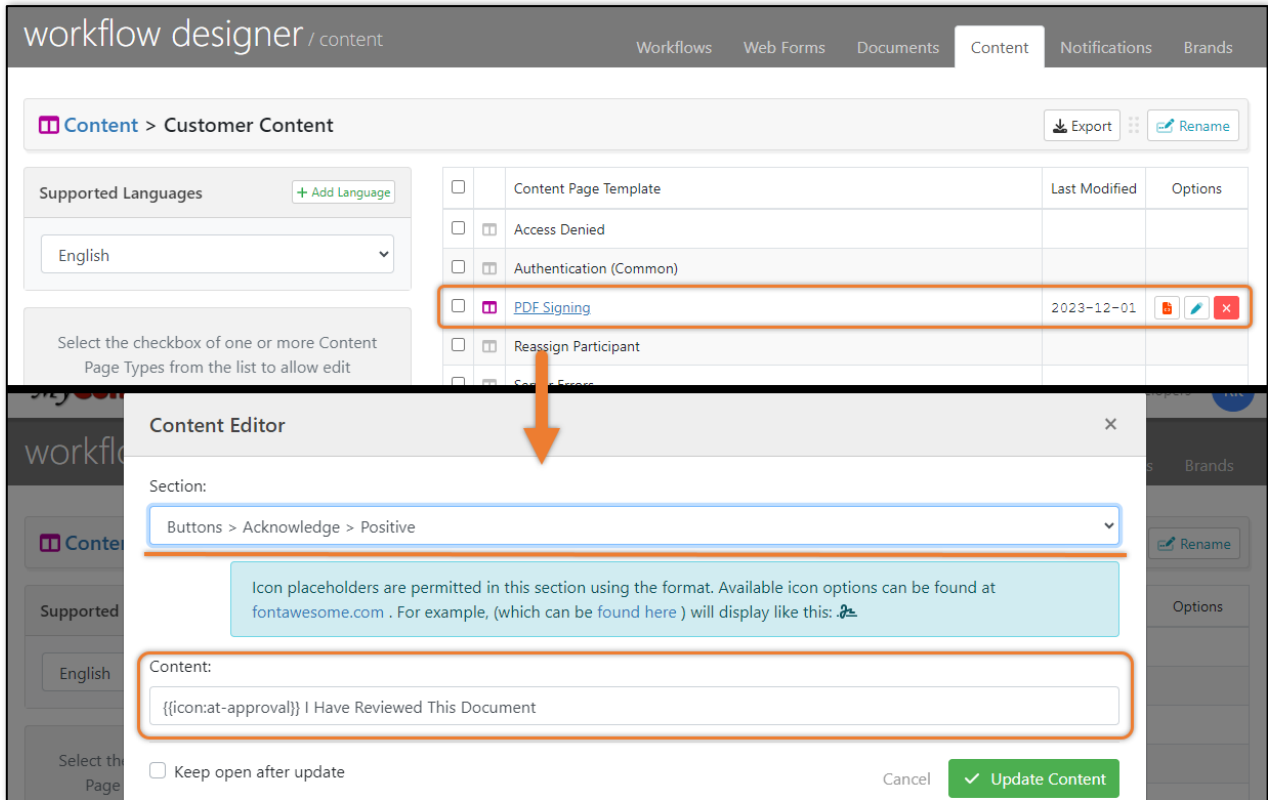 workflow designer / content
Workflows Web Forms Documents Content Notifications Brands
Content > Customer Content
Export Rename
Supported Languages
+ Add Language
English
Select the checkbox of one or more Content
Page Types from the list to allow edit
Content Page Template Last Modified Options
Access Denied
Authentication (Common)
PDF Signing 2023-12-01
Reassign Participant
Content Editor ×
Section:
Buttons > Acknowledge > Positive
Icon placeholders are permitted in this section using the format. Available icon options can be found at
fontawesome.com . For example, (which can be found here ) will display like this:
Content:
{{icon:at-approval}} I Have Reviewed This Document
Keep open after update
Cancel Update Content
Brands
Rename
Supported
Options
English
Select
Page